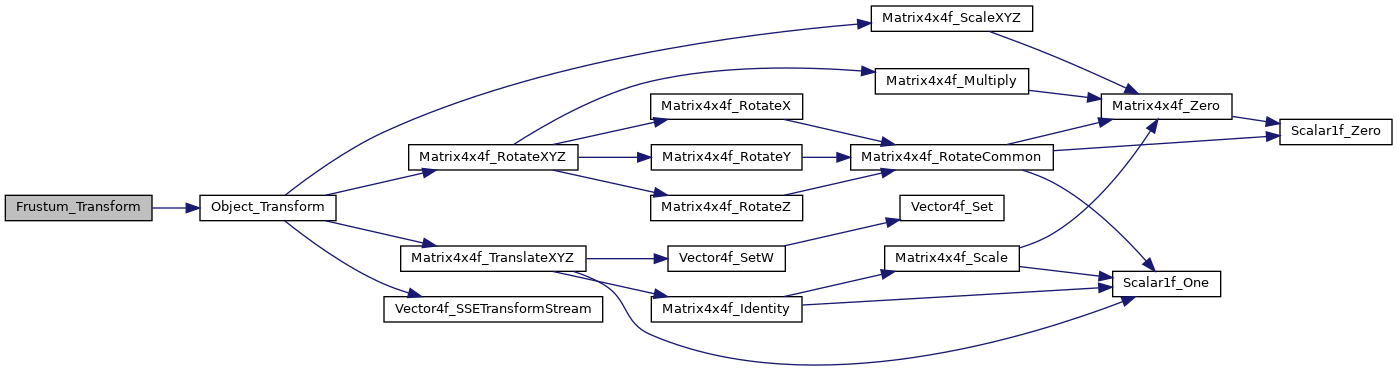 Frustum_Transform
Object_Transform
Matrix4x4f_ScaleXYZ
Matrix4x4f_RotateXYZ
Matrix4x4f_TranslateXYZ
Vector4f_SSETransformStream
Matrix4x4f_Multiply
Matrix4x4f_RotateX
Matrix4x4f_RotateY
Matrix4x4f_RotateZ
Vector4f_SetW
Matrix4x4f_Identity
Matrix4x4f_RotateCommon
Vector4f_Set
Matrix4x4f_Scale
Matrix4x4f_Zero
Scalar1f_One
Scalar1f_Zero